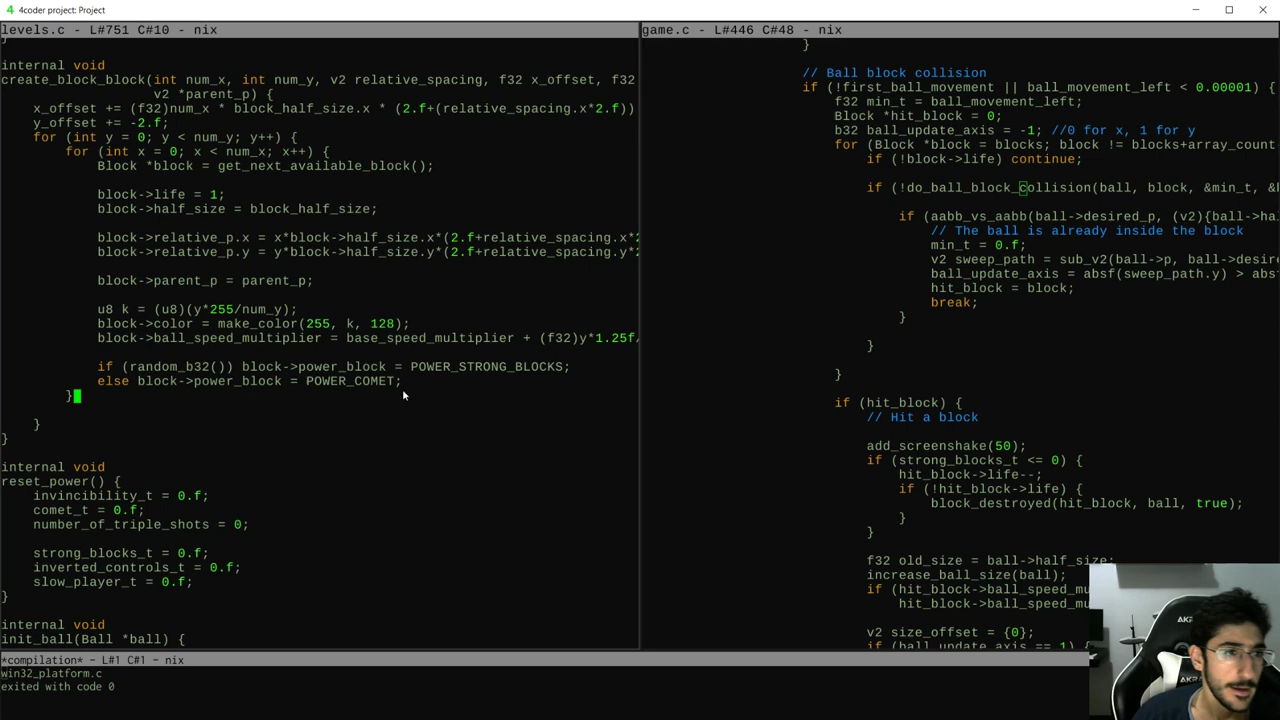 4coder project: Project
levels.c - L#751 C#10 - nix
}
internal void
create_block_block(int num_x, int num_y, v2 relative_spacing, f32 x_offset, f32
v2 *parent_p) {
x_offset += (f32)num_x * block_half_size.x * (2.f+(relative_spacing.x*2.f))
y_offset += -2.f;
for (int y = 0; y < num_y; y++) {
for (int x = 0; x < num_x; x++) {
Block *block = get_next_available_block();
block->life = 1;
block->half_size = block_half_size;
block->relative_p.x = x*block->half_size.x*(2.f+relative_spacing.x*
block->relative_p.y = y*block->half_size.y*(2.f+relative_spacing.y*
block->parent_p = parent_p;
u8 k = (u8)(y*255/num_y);
block->color = make_color(255, k, 128);
block->ball_speed_multiplier = base_speed_multiplier + (f32)y*1.25f
if (random_b32()) block->power_block = POWER_STRONG_BLOCKS;
else block->power_block = POWER_COMET;
}
}
}
internal void
reset_power() {
invincibility_t = 0.f;
comet_t = 0.f;
number_of_triple_shots = 0;
strong_blocks_t = 0.f;
inverted_controls_t = 0.f;
slow_player_t = 0.f;
}
internal void
init_ball(Ball *ball) {
game.c - L#446 C#48 - nix
}
// Ball block collision
if (!first_ball_movement || ball_movement_left < 0.00001) {
f32 min_t = ball_movement_left;
Block *hit_block = 0;
b32 ball_update_axis = -1; //0 for x, 1 for y
for (Block *block = blocks; block != blocks+array_count
if (!block->life) continue;
if (!do_ball_block_collision(ball, block, &min_t, &
if (aabb_vs_aabb(ball->desired_p, (v2){ball->ha
// The ball is already inside the block
min_t = 0.f;
v2 sweep_path = sub_v2(ball->p, ball->desire
ball_update_axis = absf(sweep_path.y) > abs
hit_block = block;
break;
}
}
}
if (hit_block) {
// Hit a block
add_screenshake(50);
if (strong_blocks_t <= 0) {
hit_block->life--;
if (!hit_block->life) {
block_destroyed(hit_block, ball, true);
}
}
f32 old_size = ball->half_size;
increase_ball_size(ball);
if (hit_block->ball_speed_mu
hit_block->ball_speed_mu
v2 size_offset = {0};
if (ball_update_axis == 1) {
*compilation* - L#1 C#1 - nix
win32_platform.c
exited with code 0